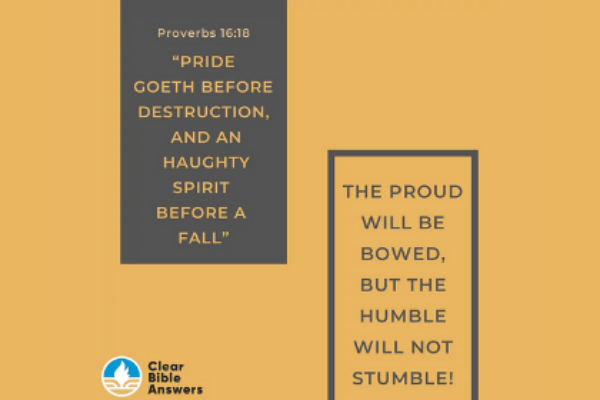 Proverbs 16:18
“PRIDE
GOETH BEFORE
DESTRUCTION,
AND AN
HAUGHTY
SPIRIT
BEFORE A
FALL”
THE PROUD
WILL BE
BOWED,
BUT THE
HUMBLE
WILL NOT
STUMBLE!
Clear
Bible
Answers